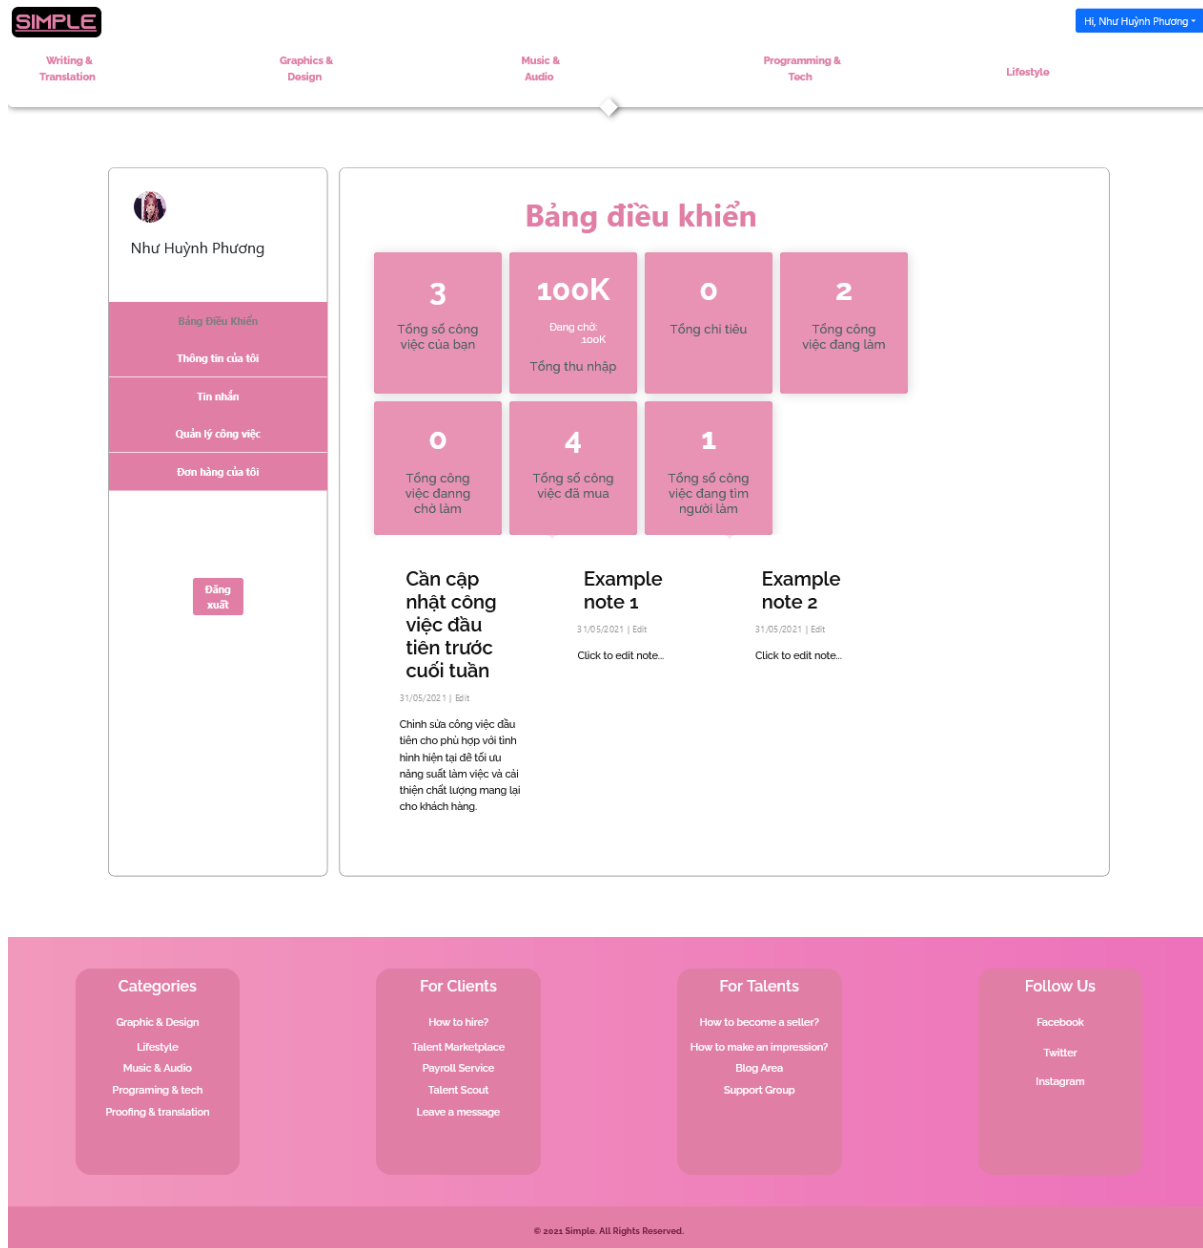 SIMPLE
Hi, Như Huỳnh Phương
Writing &
Translation
Graphics &
Design
Music &
Audio
Programming &
Tech
Lifestyle
Như Huỳnh Phương
Bảng Điều Khiển
Thông tin của tôi
Tin nhắn
Quản lý công việc
Đơn hàng của tôi
Đăng
xuất
Bảng điều khiển
3
Tổng số công
việc của bạn
100K
Đang chờ:
100K
Tổng thu nhập
0
Tổng chi tiêu
2
Tổng công
việc đang làm
0
Tổng công
việc đanng
chờ làm
4
Tổng số công
việc đã mua
1
Tổng số công
việc đang tìm
người làm
Cần cập
nhật công
việc đầu
tiên trước
cuối tuần
31/05/2021 | Edit
Chỉnh sửa công việc đầu
tiên cho phù hợp với tình
hình hiện tại để tối ưu
năng suất làm việc và cải
thiện chất lượng mang lại
cho khách hàng.
Example
note 1
31/05/2021 | Edit
Click to edit note...
Example
note 2
31/05/2021 | Edit
Click to edit note...
Categories
Graphic & Design
Lifestyle
Music & Audio
Programing & tech
Proofing & translation
For Clients
How to hire?
Talent Marketplace
Payroll Service
Talent Scout
Leave a message
For Talents
How to become a seller?
How to make an impression?
Blog Area
Support Group
Follow Us
Facebook
Twitter
Instagram
© 2021 Simple. All Rights Reserved.